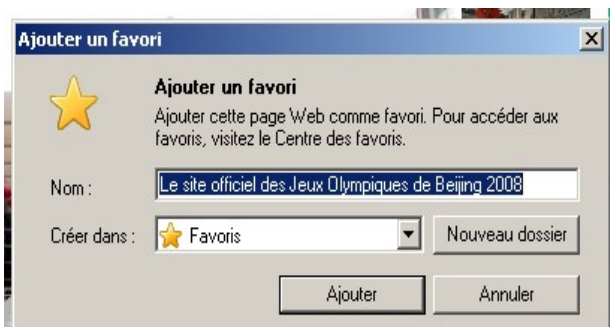 Ajouter un favori
Ajouter un favori
Ajouter cette page Web comme favori. Pour accéder aux
favoris, visitez le Centre des favoris.
Nom : Le site officiel des Jeux Olympiques de Beijing 2008
Créer dans : Favoris Nouveau dossier
Ajouter Annuler